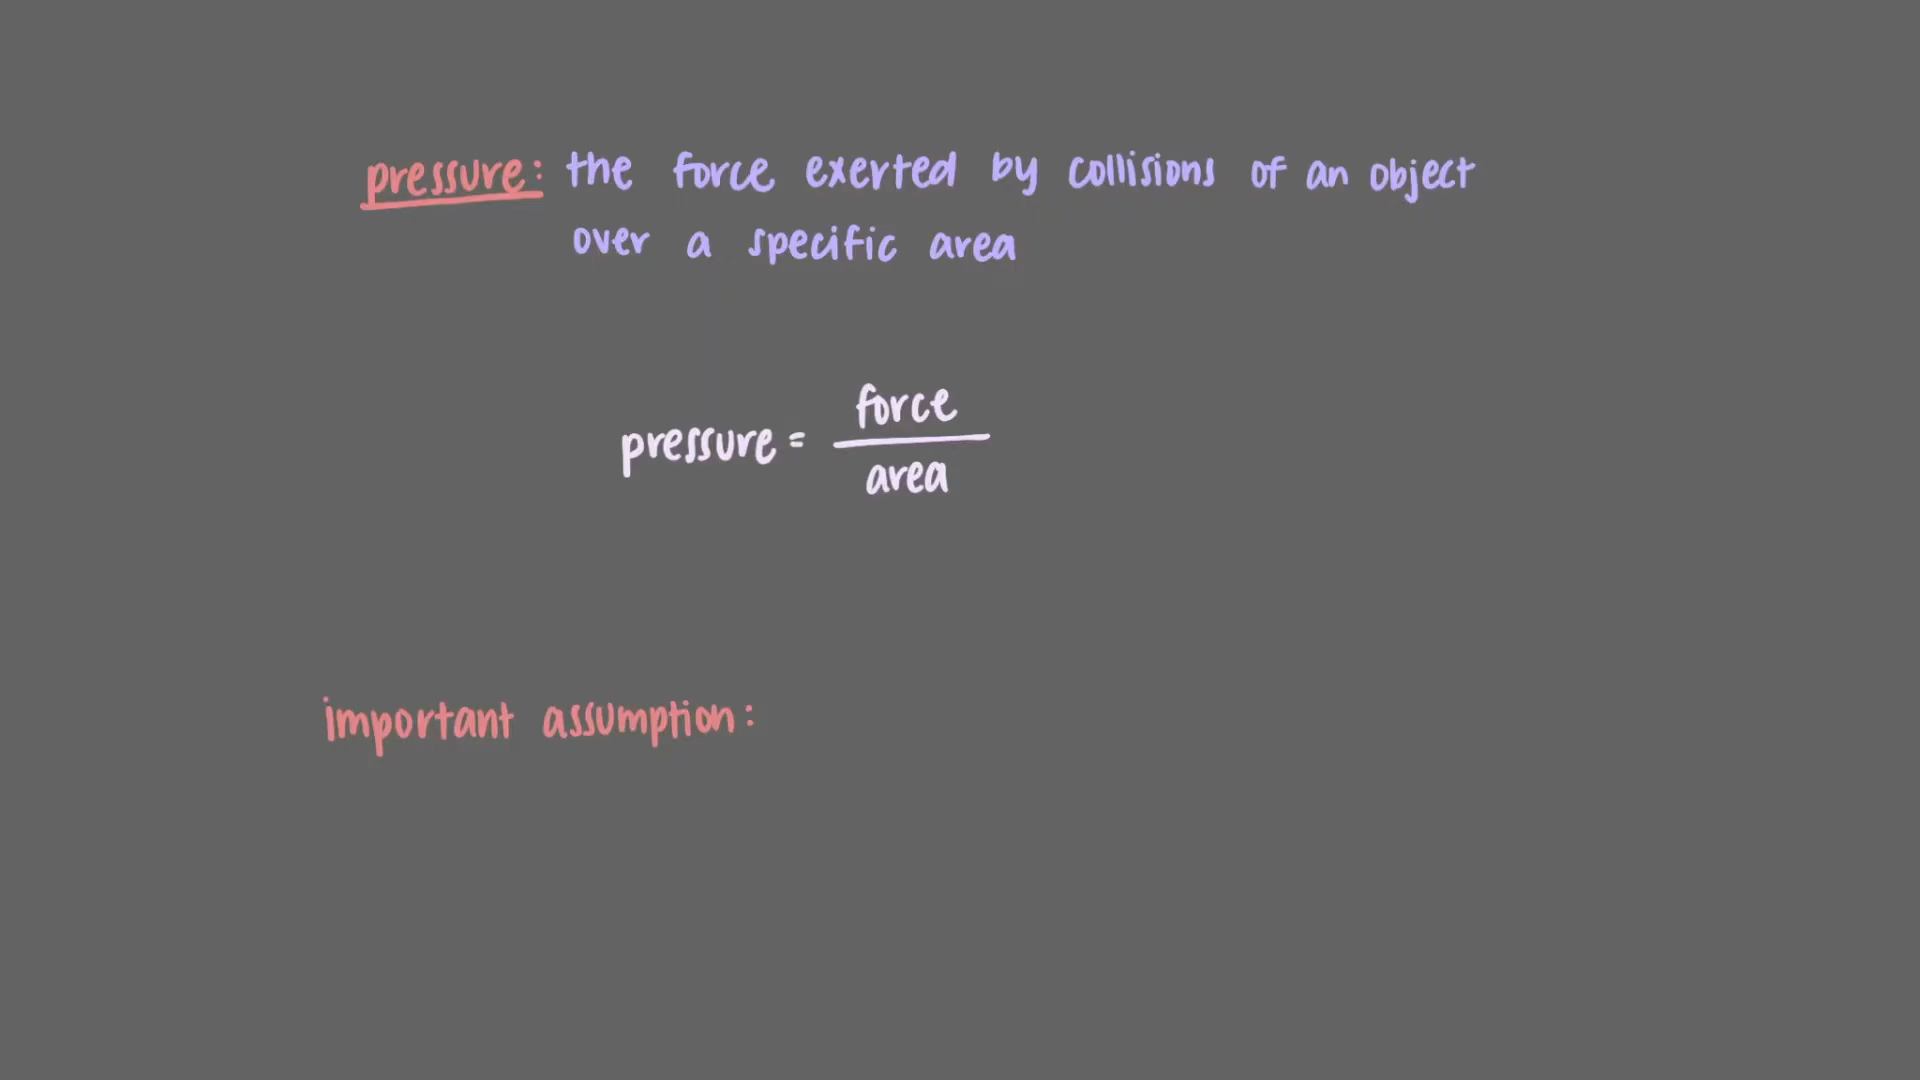 pressure: the force exerted by collisions of an object
over a specific area
pressure = force
area
important assumption: